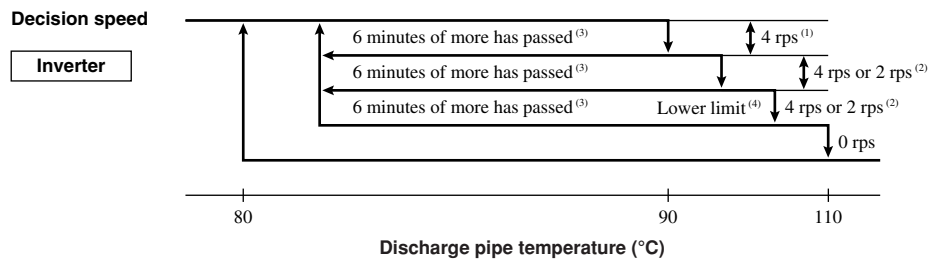 Decision speed
Inverter
6 minutes of more has passed (3)
4 rps (1)
6 minutes of more has passed (3)
4 rps or 2 rps (2)
6 minutes of more has passed (3)
Lower limit (4)
4 rps or 2 rps (2)
0 rps
80
90
110
Discharge pipe temperature (°C)